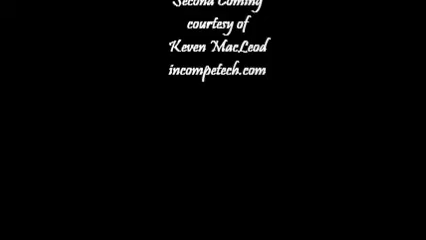 Second Coming
courtesy of
Keven MacLeod
incompetech.com